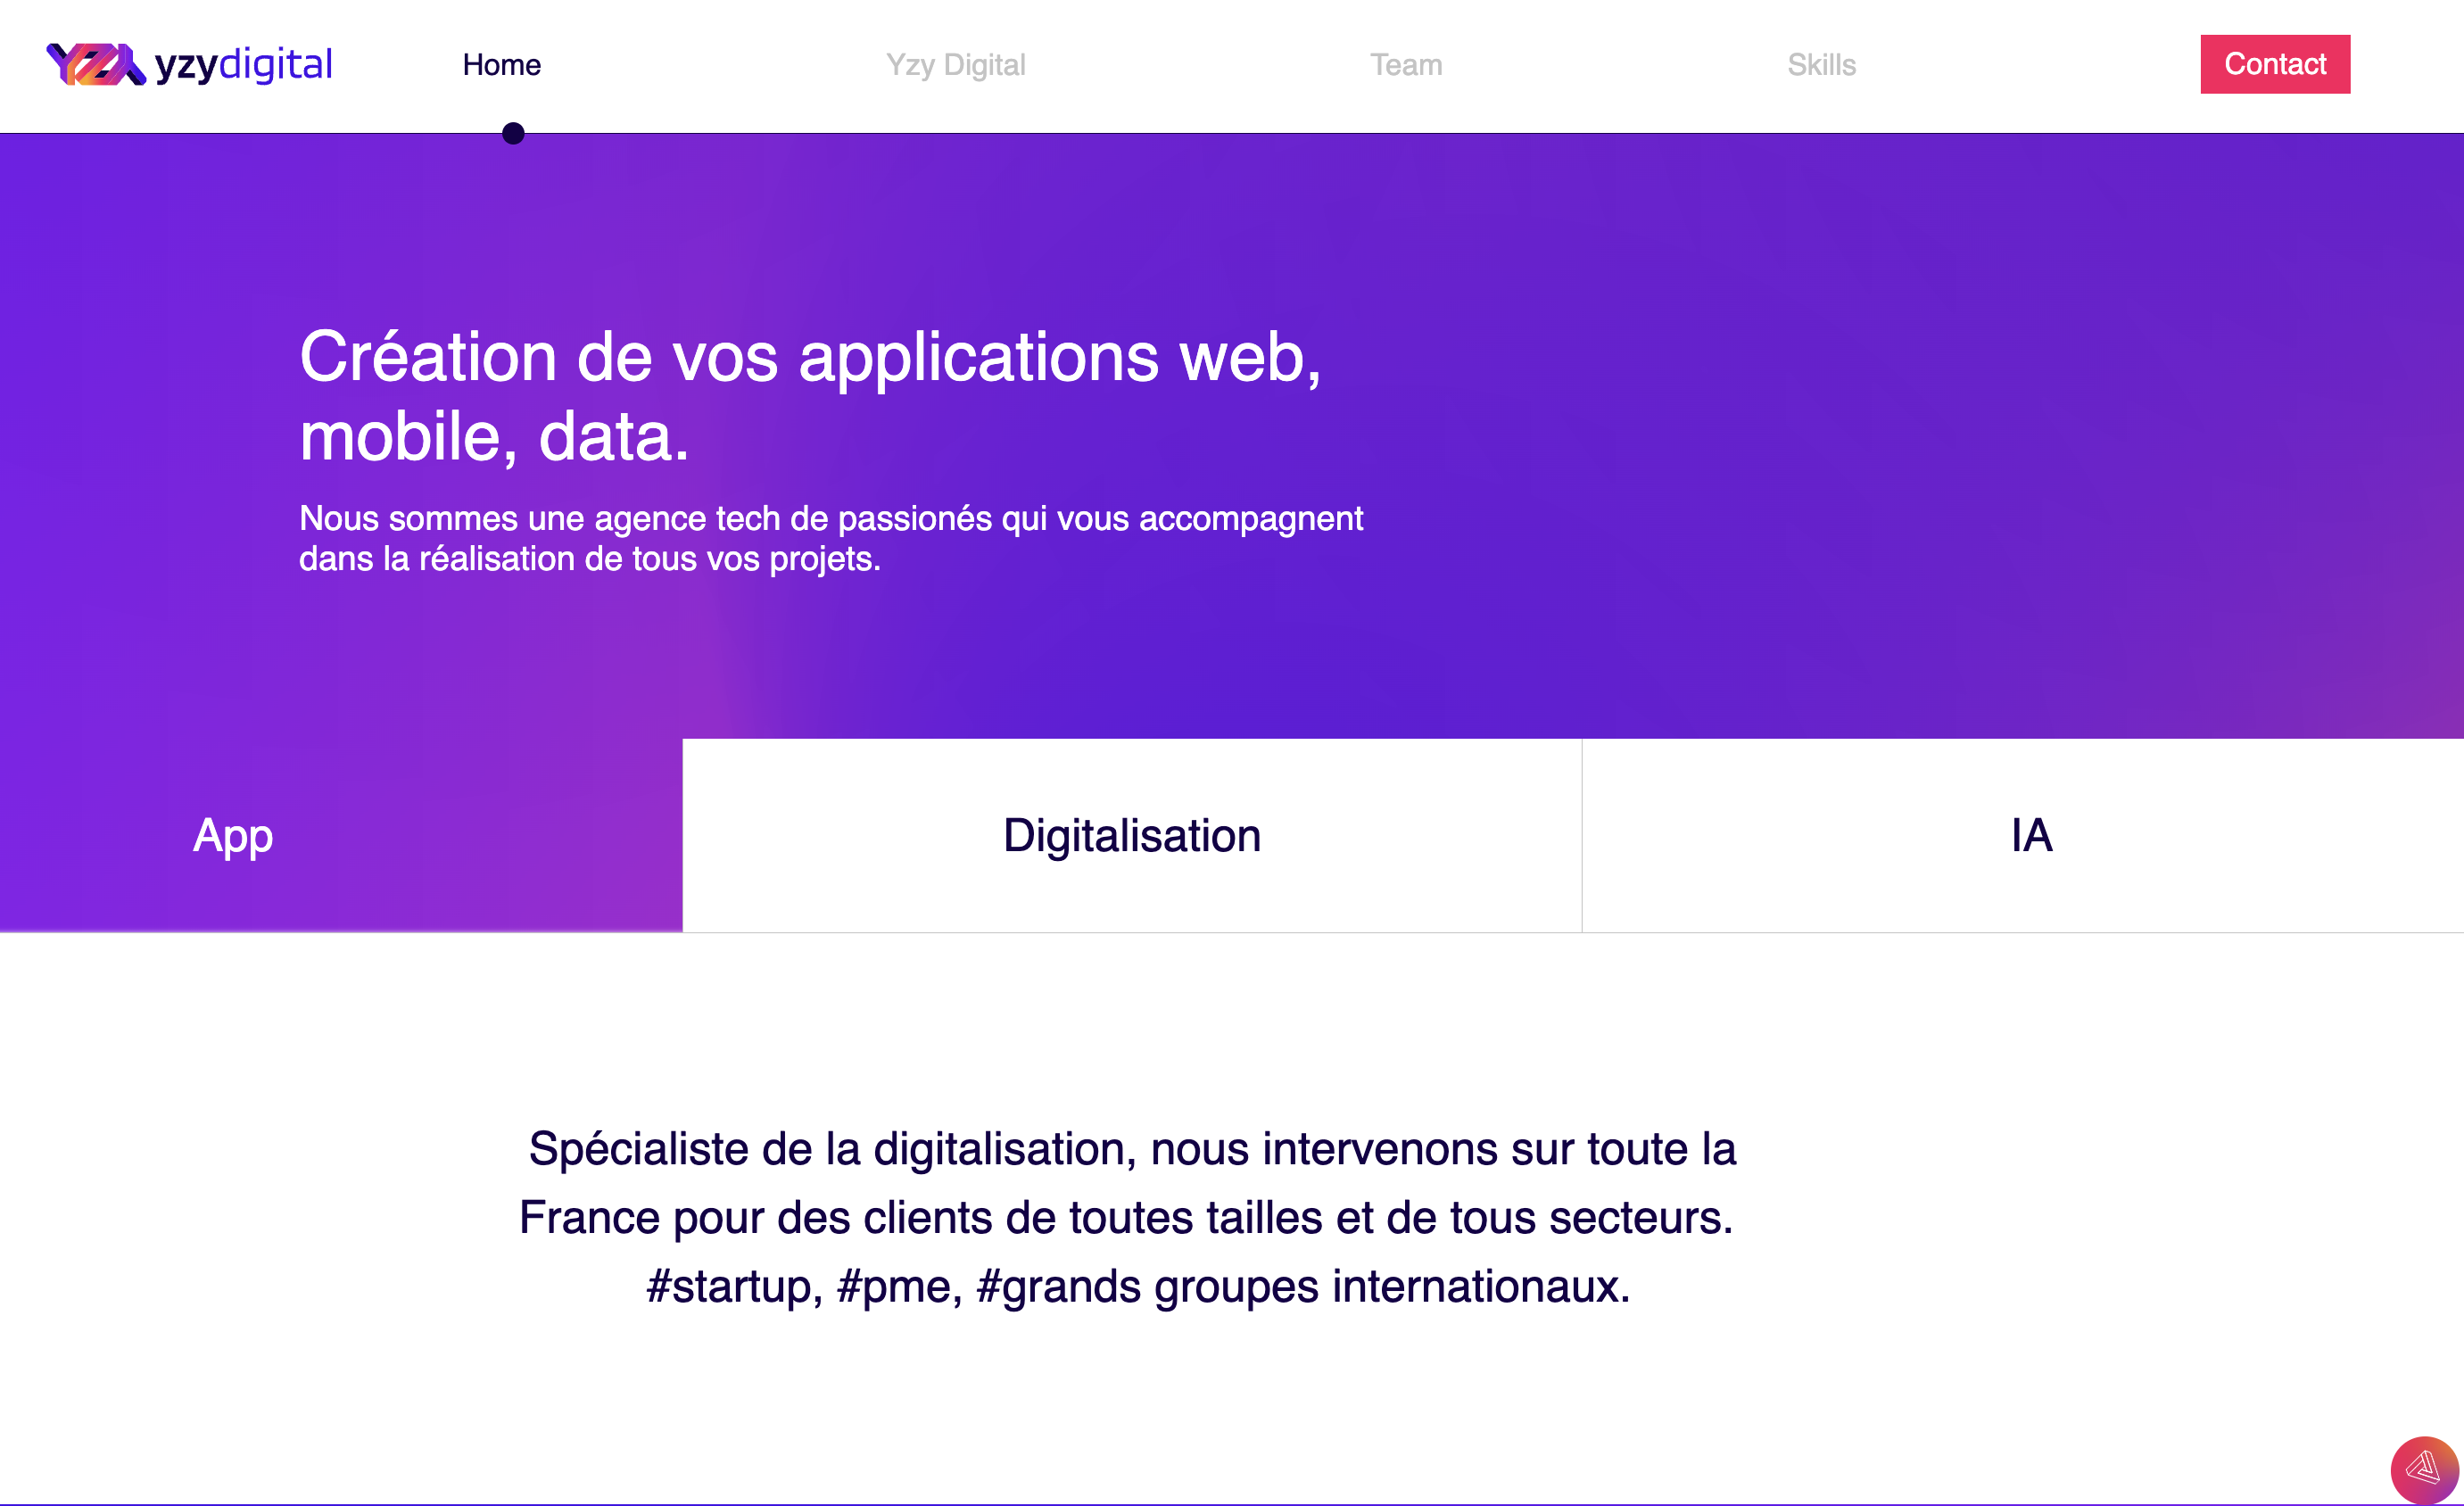 YZY yzydigital
Home
Yzy Digital
Team
Skills
Contact
Création de vos applications web,
mobile, data.
Nous sommes une agence tech de passionés qui vous accompagnent
dans la réalisation de tous vos projets.
App
Digitalisation
IA
Spécialiste de la digitalisation, nous intervenons sur toute la
France pour des clients de toutes tailles et de tous secteurs.
#startup, #pme, #grands groupes internationaux.